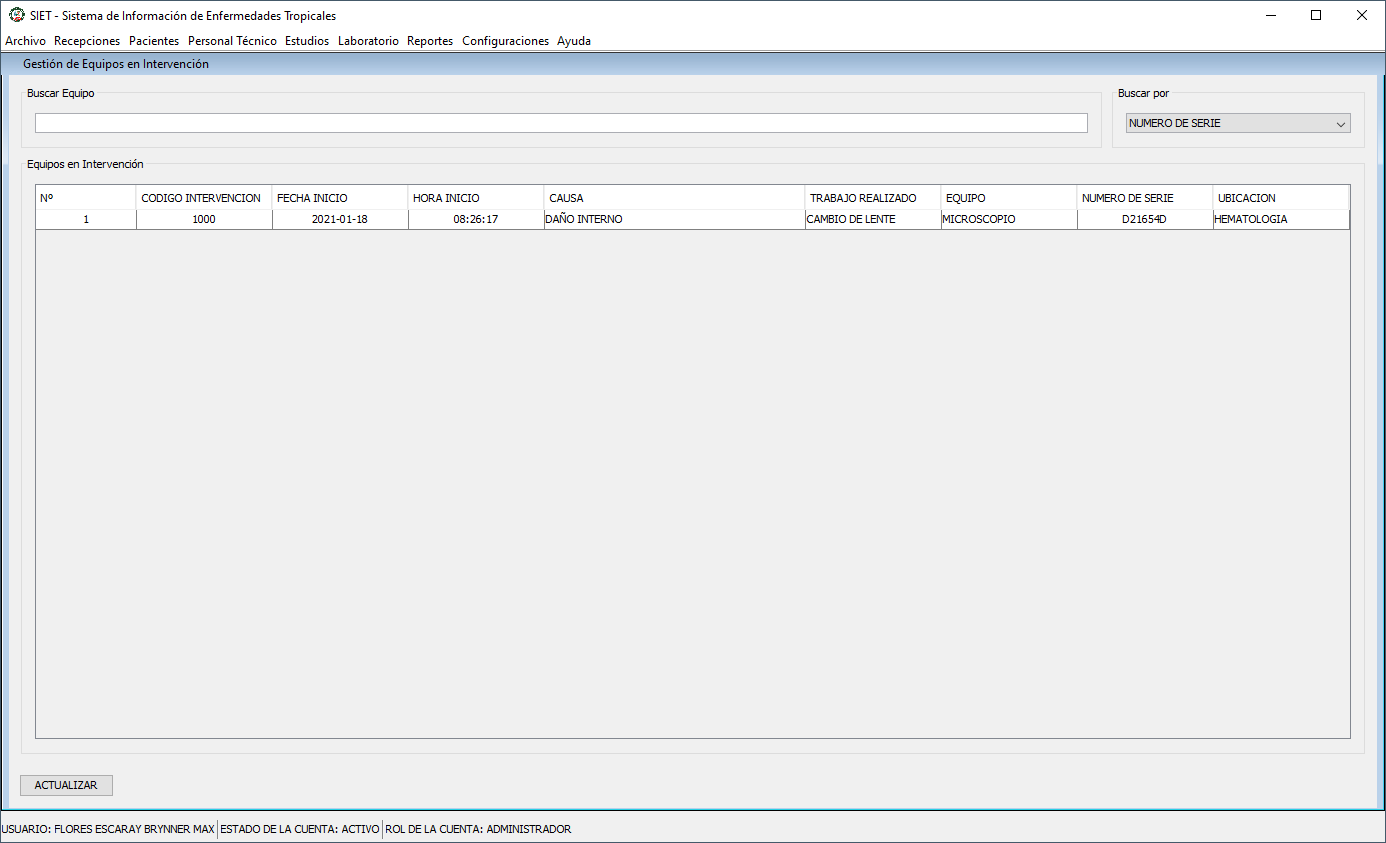 SIET - Sistema de Información de Enfermedades Tropicales
Archivo Recepciones Pacientes Personal Técnico Estudios Laboratorio Reportes Configuraciones Ayuda
Gestión de Equipos en Intervención
Buscar Equipo
Buscar por
NUMERO DE SERIE
Equipos en Intervención
Nº CODIGO INTERVENCION FECHA INICIO HORA INICIO CAUSA TRABAJO REALIZADO EQUIPO NUMERO DE SERIE UBICACION
1 1000 2021-01-18 08:26:17 DAÑO INTERNO CAMBIO DE LENTE MICROSCOPIO D21654D HEMATOLOGIA
ACTUALIZAR
USUARIO: FLORES ESCARAY BRYNNER MAX ESTADO DE LA CUENTA: ACTIVO ROL DE LA CUENTA: ADMINISTRADOR